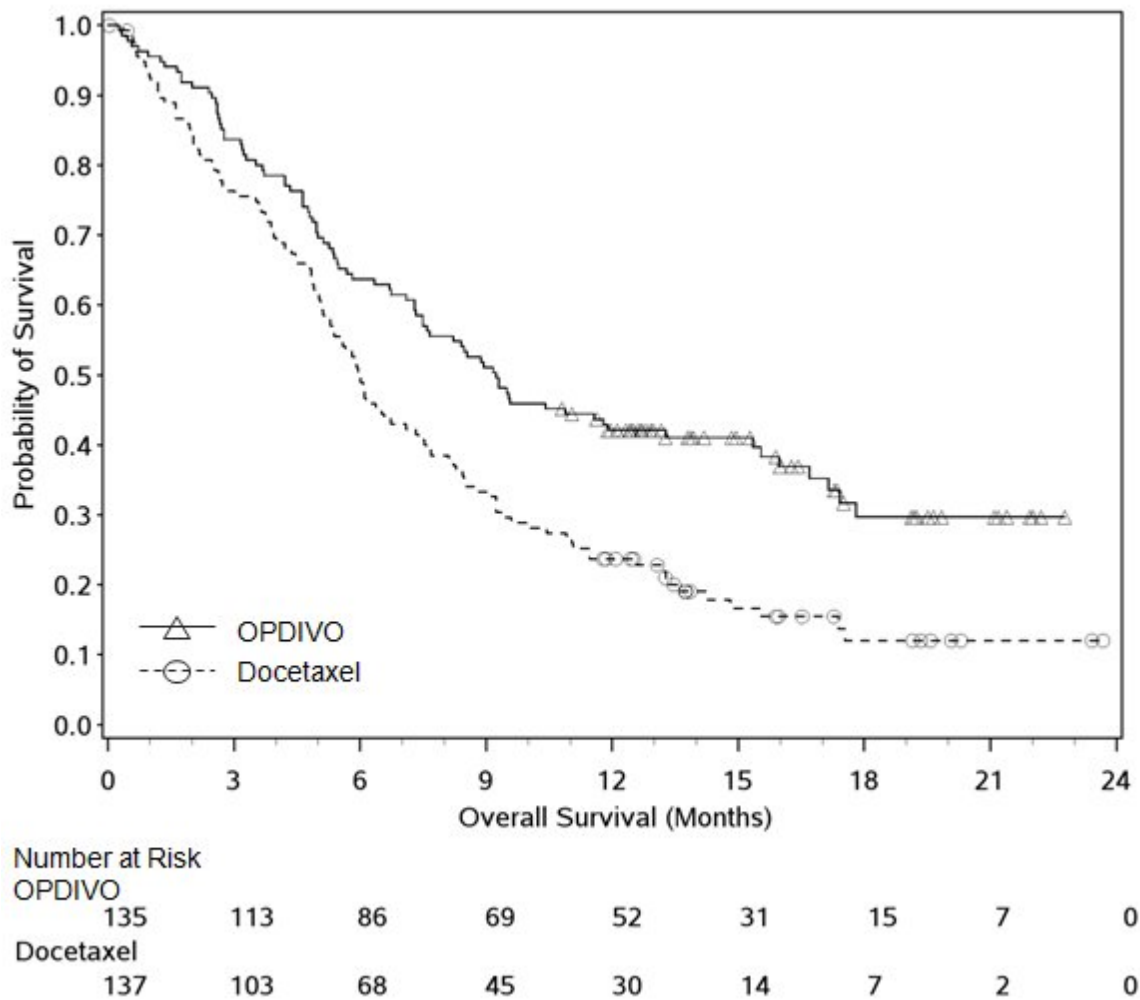 1.0
0.9
0.8
0.7
0.6
0.5
0.4
0.3
0.2
0.1
0.0
Probability of Survival
OPDIVO
Docetaxel
0 3 6 9 12 15 18 21 24
Overall Survival (Months)
Number at Risk
OPDIVO
135 113 86 69 52 31 15 7 0
Docetaxel
137 103 68 45 30 14 7 2 0